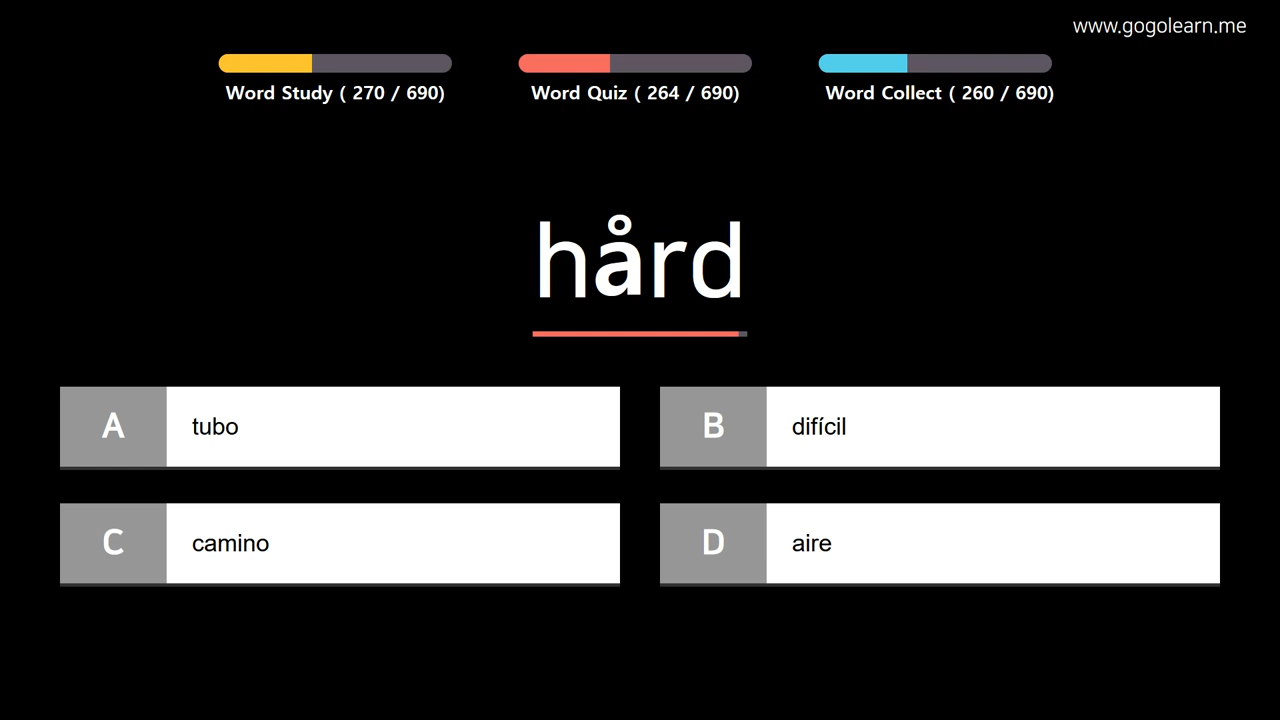 www.gogolearn.me
Word Study ( 270 / 690)
Word Quiz ( 264 / 690)
Word Collect ( 260 / 690)
hård
A tubo
B difícil
C camino
D aire